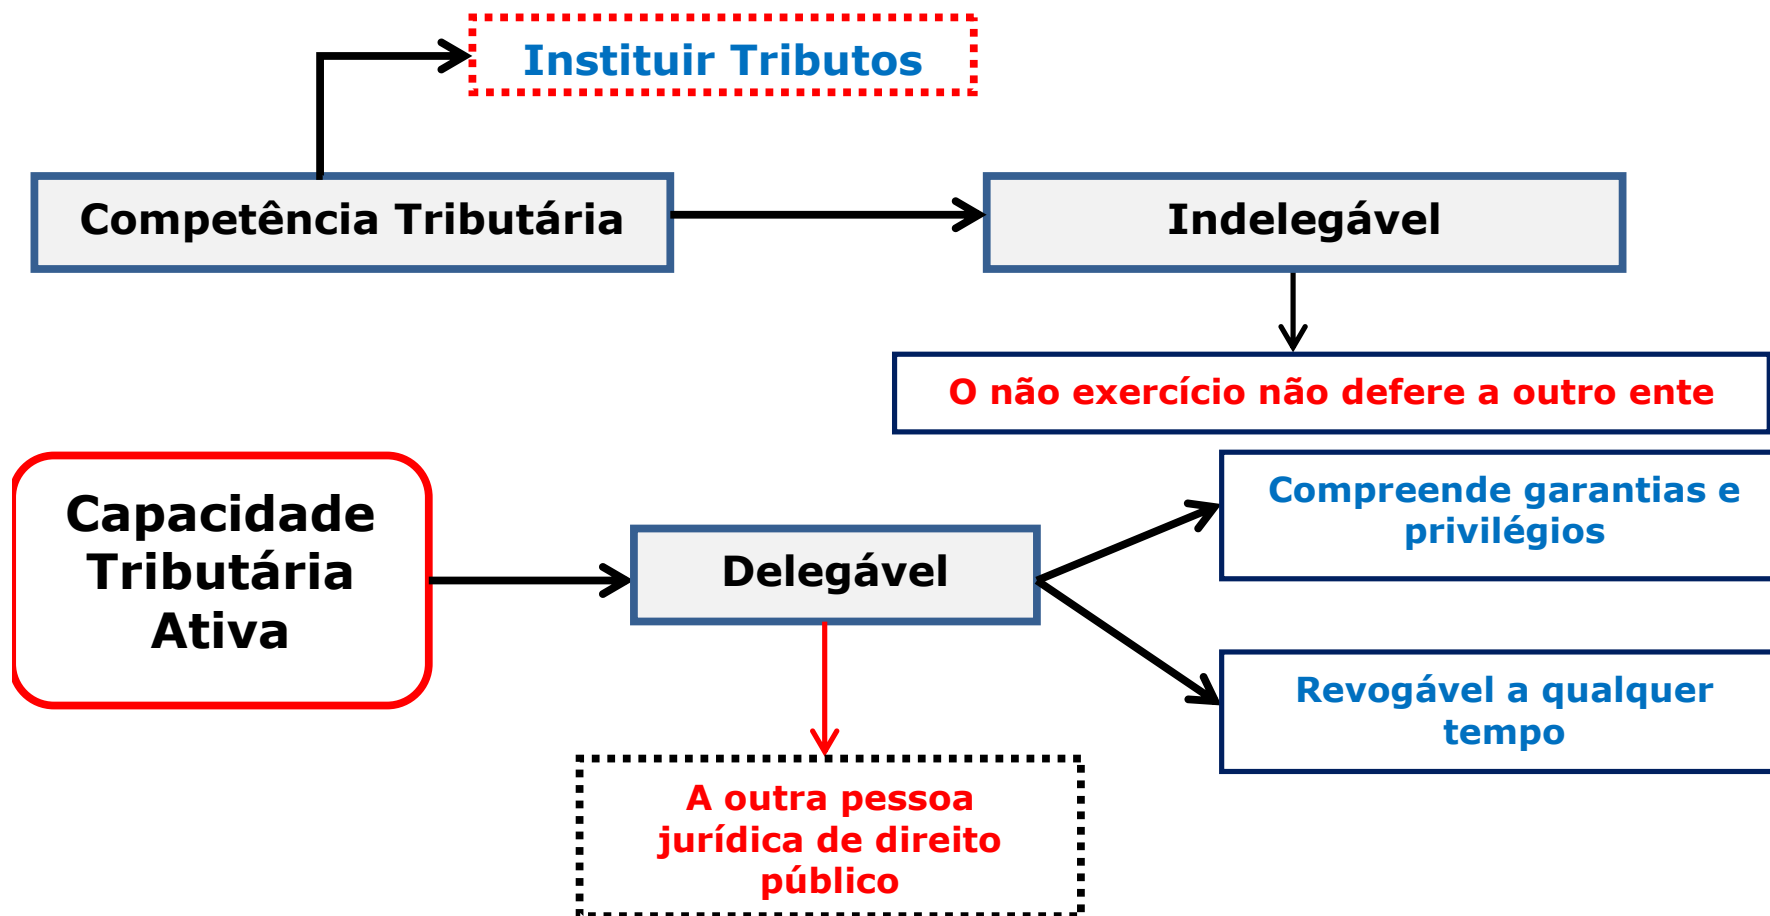 Instituir Tributos
Competência Tributária
Indelegável
O não exercício não defere a outro ente
Capacidade
Tributária
Ativa
Delegável
Compreende garantias e
privilégios
Revogável a qualquer
tempo
A outra pessoa
jurídica de direito
público